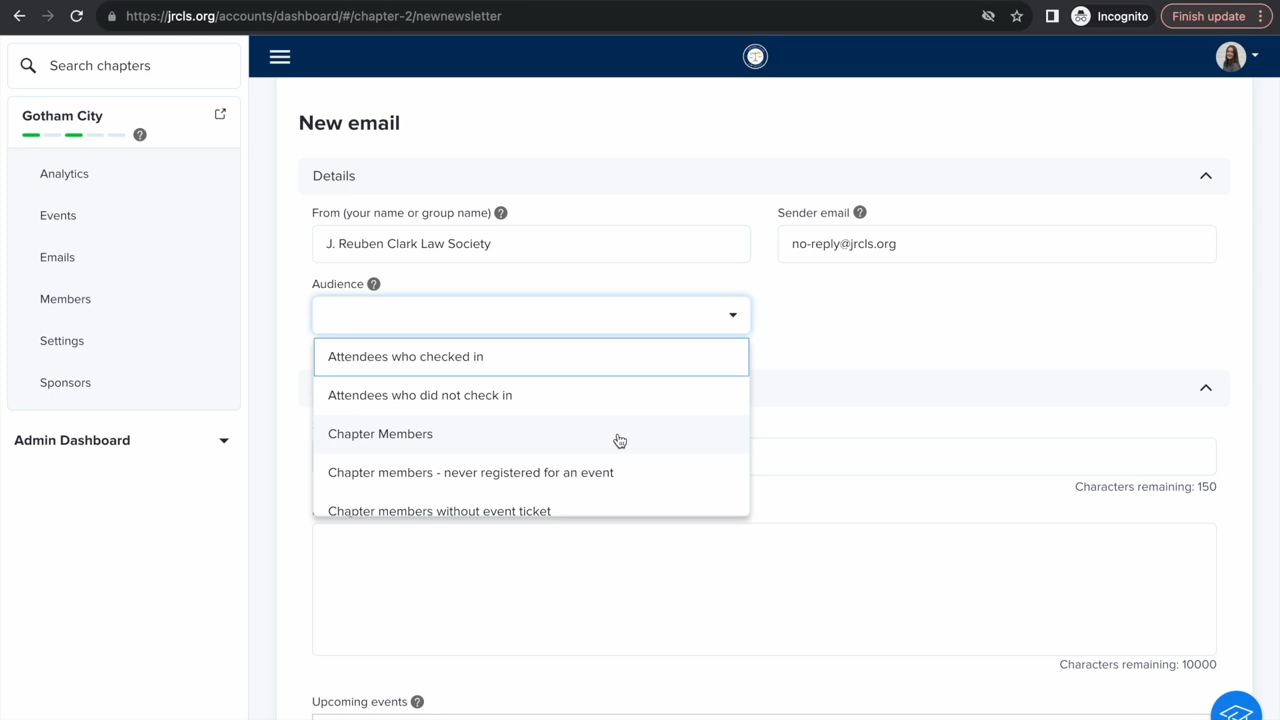 https://jrcls.org/accounts/dashboard/#/chapter-2/newnewsletter
Incognito
Finish update
Search chapters
Gotham City
Analytics
Events
Emails
Members
Settings
Sponsors
Admin Dashboard
New email
Details
From (your name or group name)
Sender email
J. Reuben Clark Law Society
no-reply@jrcls.org
Audience
Attendees who checked in
Attendees who did not check in
Chapter Members
Chapter members - never registered for an event
Chapter members without event ticket
Characters remaining: 150
Characters remaining: 10000
Upcoming events